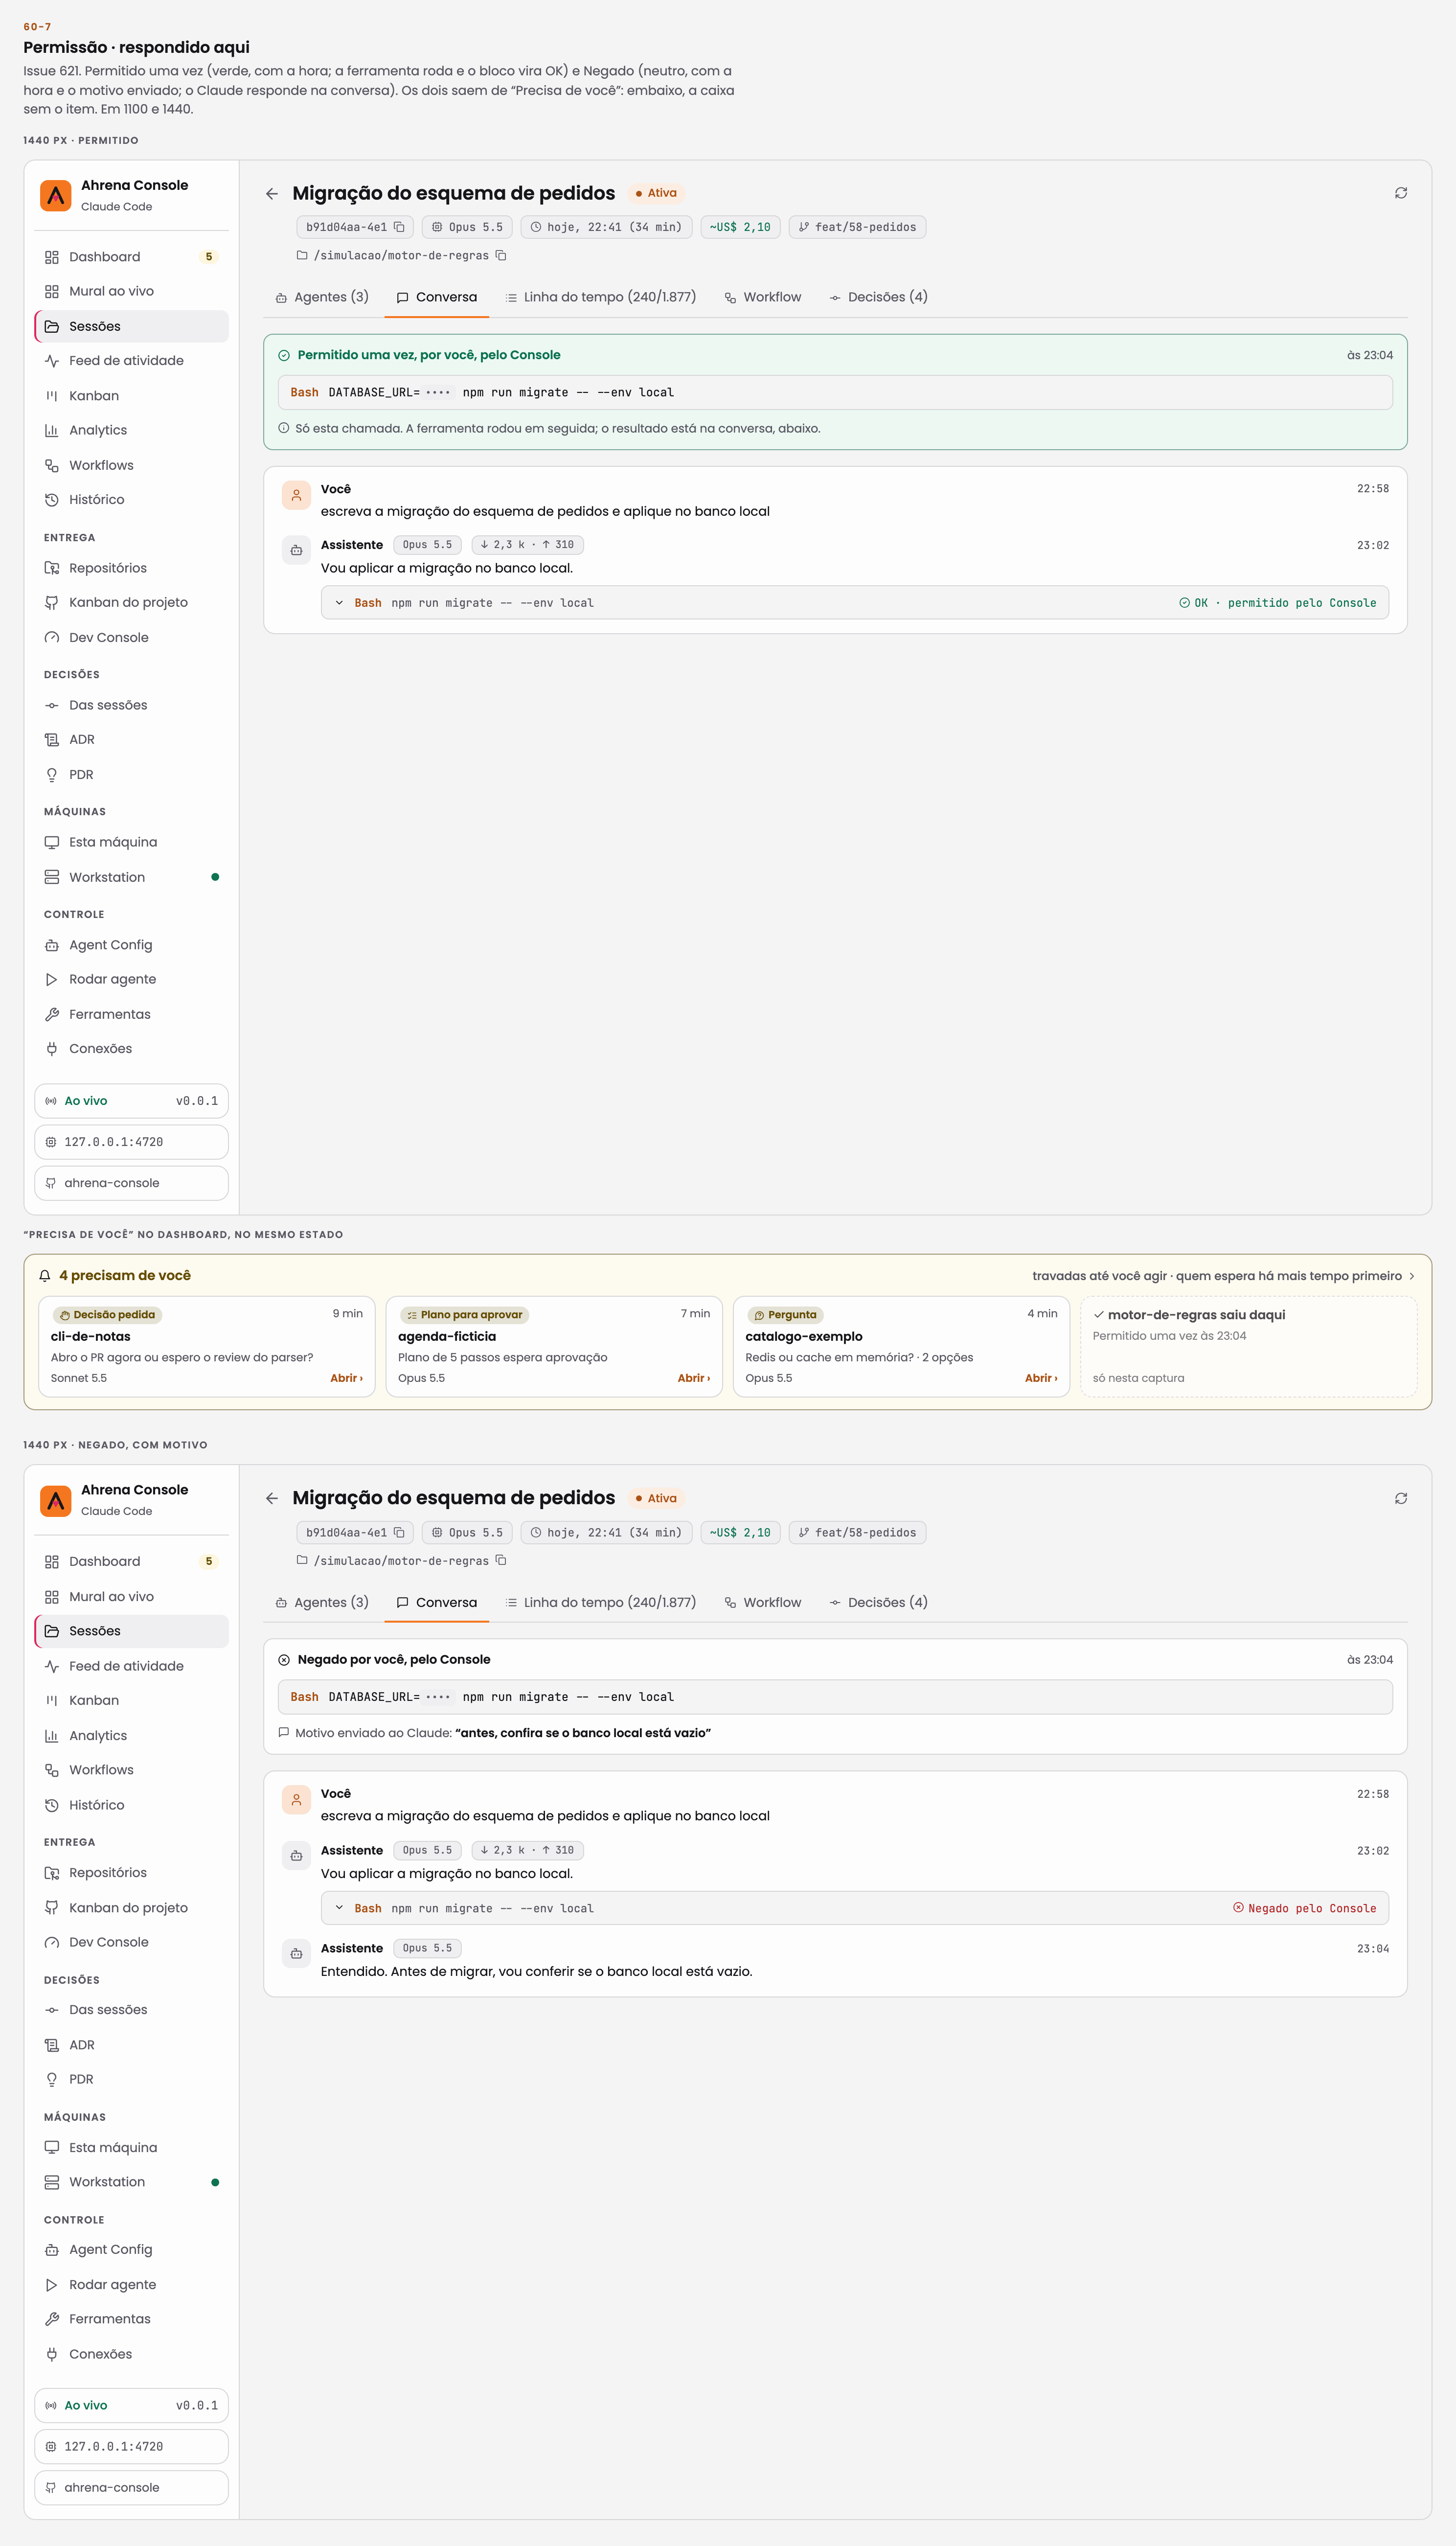 60-7
Permissão · respondido aqui
Issue 621. Permitido uma vez (verde, com a hora; a ferramenta roda e o bloco vira OK) e Negado (neutro, com a
hora e o motivo enviado; o Claude responde na conversa). Os dois saem de “Precisa de você”: embaixo, a caixa
sem o item. Em 1100 e 1440.
1440 PX · PERMITIDO
Ahrena Console
Claude Code
Dashboard 5
Mural ao vivo
Sessões
Feed de atividade
Kanban
Analytics
Workflows
Histórico
ENTREGA
Repositórios
Kanban do projeto
Dev Console
DECISÕES
Das sessões
ADR
PDR
MÁQUINAS
Esta máquina
Workstation
CONTROLE
Agent Config
Rodar agente
Ferramentas
Conexões
Ao vivo v0.0.1
127.0.0.1:4720
ahrena-console
Migração do esquema de pedidos Ativa
b91d04aa-4e1 Opus 5.5 hoje, 22:41 (34 min) ~US$ 2,10 feat/58-pedidos
/simulacao/motor-de-regras
Agentes (3) Conversa Linha do tempo (240/1.877) Workflow Decisões (4)
Permitido uma vez, por você, pelo Console às 23:04
Bash DATABASE_URL= •••• npm run migrate -- --env local
Só esta chamada. A ferramenta rodou em seguida; o resultado está na conversa, abaixo.
Você 22:58
escreva a migração do esquema de pedidos e aplique no banco local
Assistente Opus 5.5 ↓ 2,3 k · ↑ 310 23:02
Vou aplicar a migração no banco local.
Bash npm run migrate -- --env local OK · permitido pelo Console
“PRECISA DE VOCÊ” NO DASHBOARD, NO MESMO ESTADO
4 precisam de você travadas até você agir · quem espera há mais tempo primeiro
Decisão pedida 9 min
cli-de-notas
Abro o PR agora ou espero o review do parser?
Sonnet 5.5 Abrir ›
Plano para aprovar 7 min
agenda-ficticia
Plano de 5 passos espera aprovação
Opus 5.5 Abrir ›
Pergunta 4 min
catalogo-exemplo
Redis ou cache em memória? · 2 opções
Opus 5.5 Abrir ›
motor-de-regras saiu daqui
Permitido uma vez às 23:04
só nesta captura
1440 PX · NEGADO, COM MOTIVO
Ahrena Console
Claude Code
Dashboard 5
Mural ao vivo
Sessões
Feed de atividade
Kanban
Analytics
Workflows
Histórico
ENTREGA
Repositórios
Kanban do projeto
Dev Console
DECISÕES
Das sessões
ADR
PDR
MÁQUINAS
Esta máquina
Workstation
CONTROLE
Agent Config
Rodar agente
Ferramentas
Conexões
Ao vivo v0.0.1
127.0.0.1:4720
ahrena-console
Migração do esquema de pedidos Ativa
b91d04aa-4e1 Opus 5.5 hoje, 22:41 (34 min) ~US$ 2,10 feat/58-pedidos
/simulacao/motor-de-regras
Agentes (3) Conversa Linha do tempo (240/1.877) Workflow Decisões (4)
Negado por você, pelo Console às 23:04
Bash DATABASE_URL= •••• npm run migrate -- --env local
Motivo enviado ao Claude: “antes, confira se o banco local está vazio”
Você 22:58
escreva a migração do esquema de pedidos e aplique no banco local
Assistente Opus 5.5 ↓ 2,3 k · ↑ 310 23:02
Vou aplicar a migração no banco local.
Bash npm run migrate -- --env local Negado pelo Console
Assistente Opus 5.5 23:04
Entendido. Antes de migrar, vou conferir se o banco local está vazio.